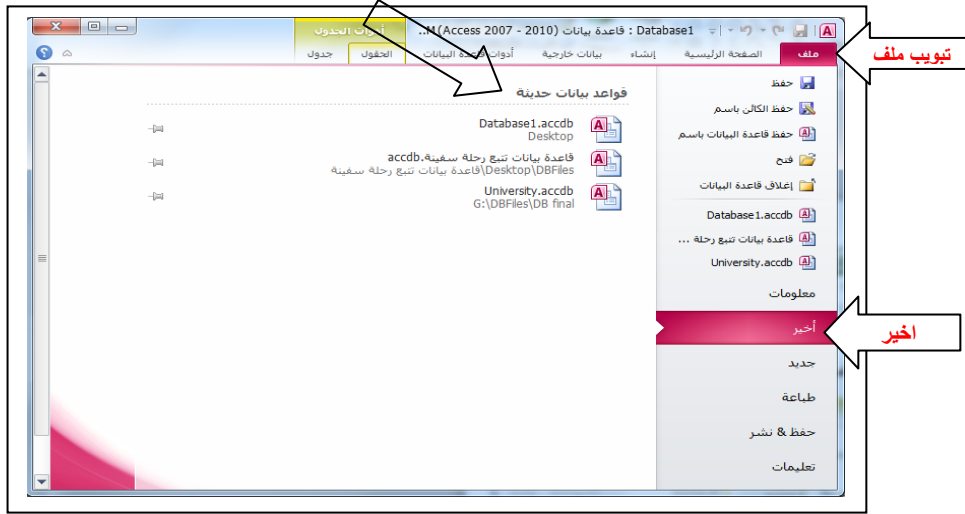 Database1 : قاعدة بيانات (Access 2007 - 2010) M..
أدوات الجدول
ملف
الصفحة الرئيسية
إنشاء
بيانات خارجية
أدوات قاعدة البيانات
الحقول
جدول
تبويب ملف
حفظ
حفظ الكائن باسم
حفظ قاعدة البيانات باسم
فتح
إغلاق قاعدة البيانات
Database1.accdb
قاعدة بيانات تتبع رحلة ...
University.accdb
معلومات
أخير
اخير
جديد
طباعة
حفظ & نشر
تعليمات
قواعد بيانات حديثة
Database1.accdb
Desktop
قاعدة بيانات تتبع رحلة سفينة.accdb
Desktop\DBFiles\قاعدة بيانات تتبع رحلة سفينة
University.accdb
G:\DBFiles\DB final